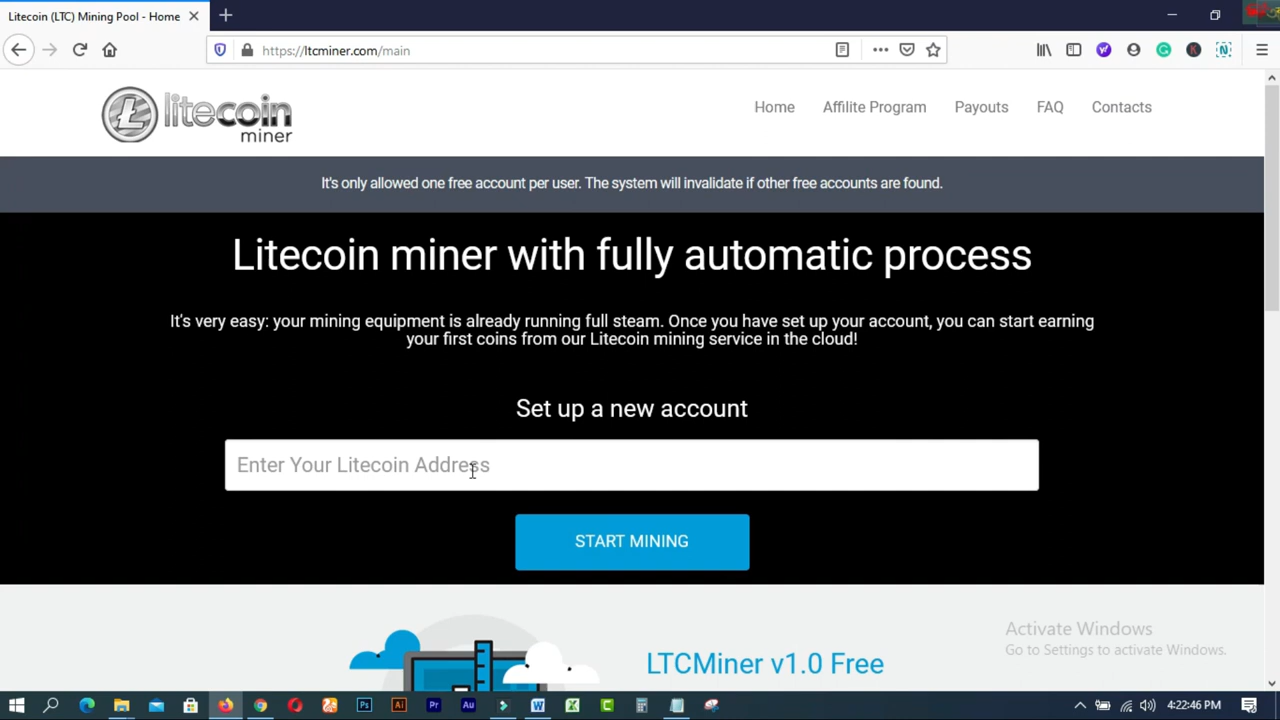 Litecoin (LTC) Mining Pool - Home
https://ltcminer.com/main
litecoin
miner
Home Affilite Program Payouts FAQ Contacts
It's only allowed one free account per user. The system will invalidate if other free accounts are found.
Litecoin miner with fully automatic process
It's very easy: your mining equipment is already running full steam. Once you have set up your account, you can start earning
your first coins from our Litecoin mining service in the cloud!
Set up a new account
Enter Your Litecoin Address
START MINING
LTCMiner v1.0 Free
Activate Windows
Go to Settings to activate Windows.
Ps Ai Pr Au
4:22:46 PM